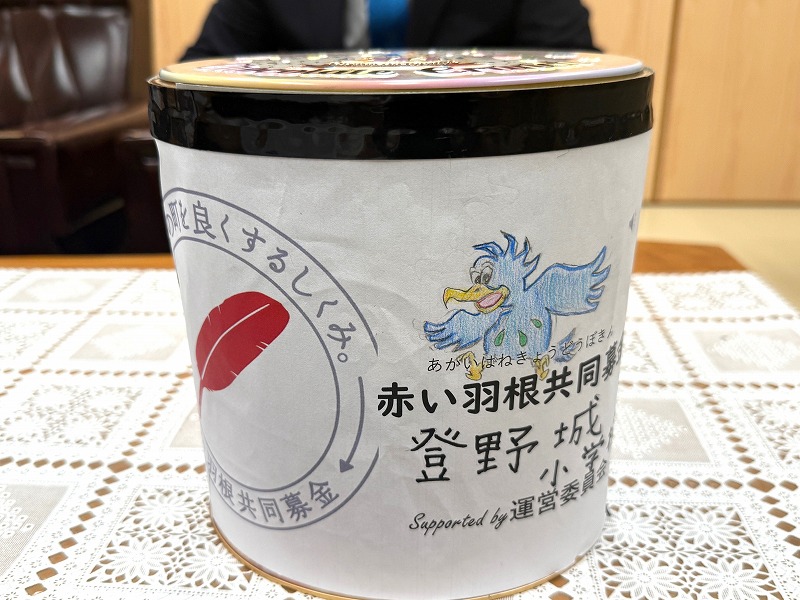 町を良くするしくみ。
羽根共同募金
あかいはねきょうどうぼきん
赤い羽根共同募金
登野城
小学校
Supported by 運営委員会